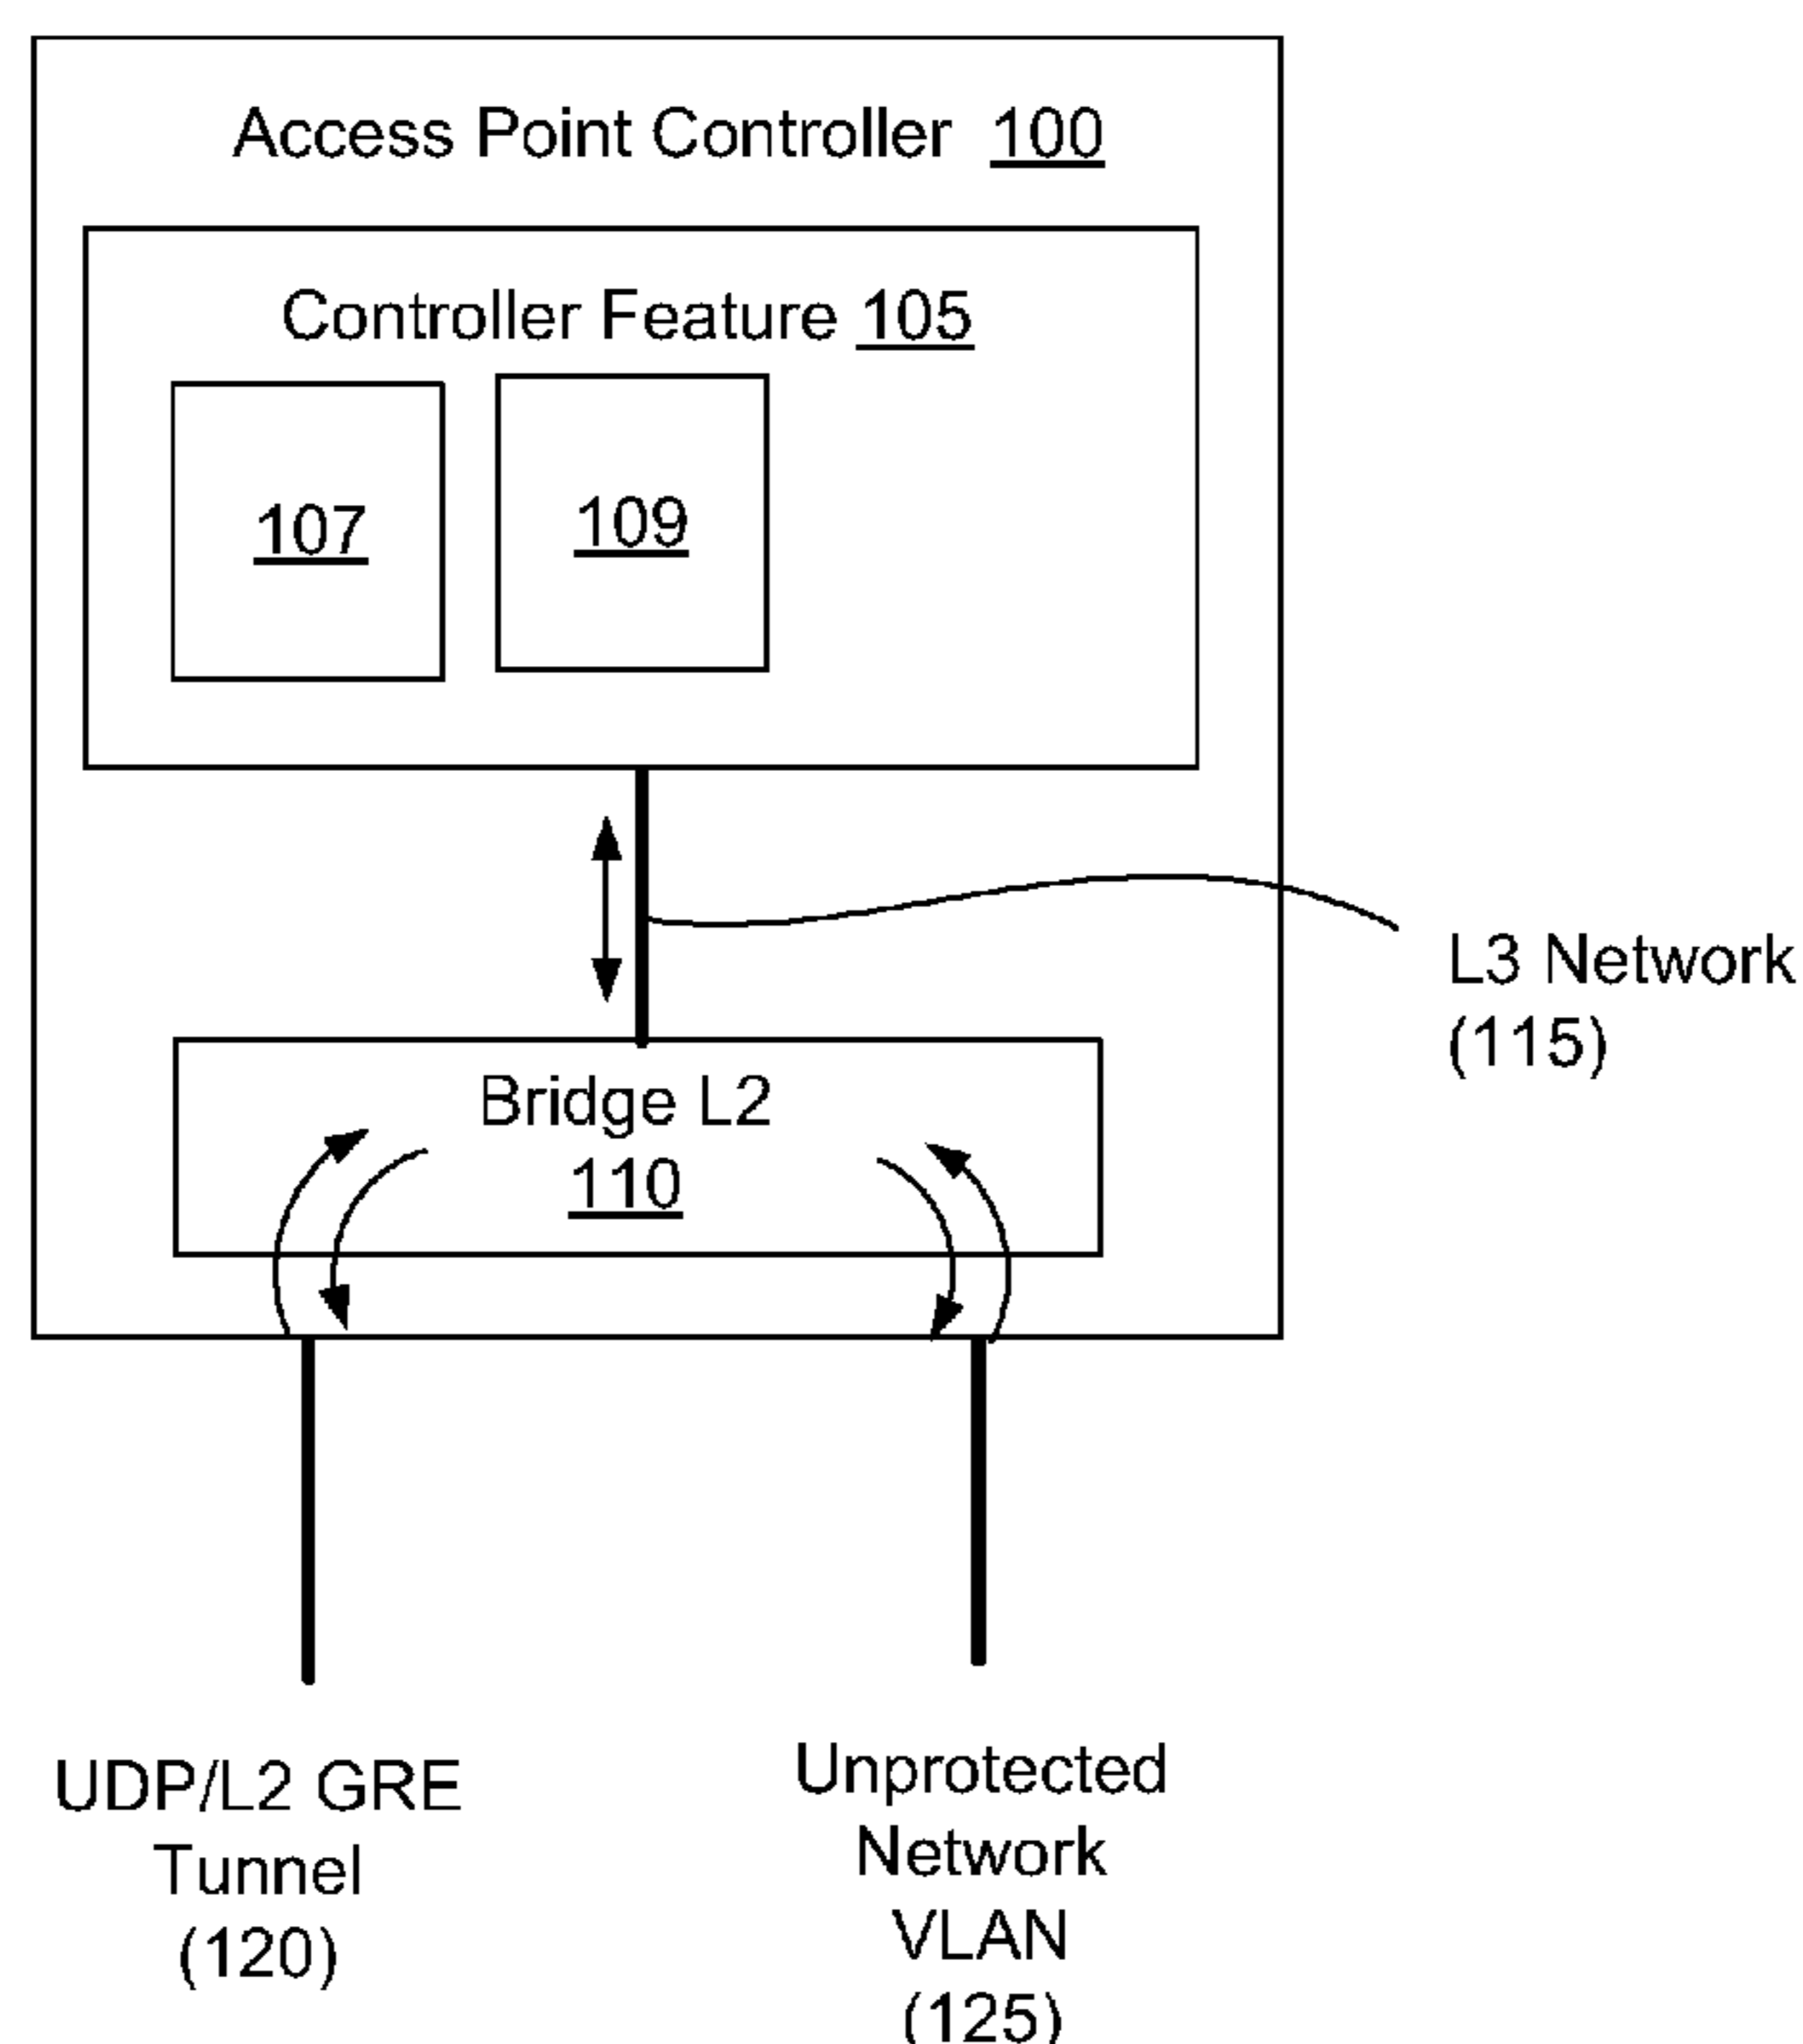 Access Point Controller 100
Controller Feature 105
107
109
L3 Network
(115)
Bridge L2
110
UDP/L2 GRE
Tunnel
(120)
Unprotected
Network
VLAN
(125)